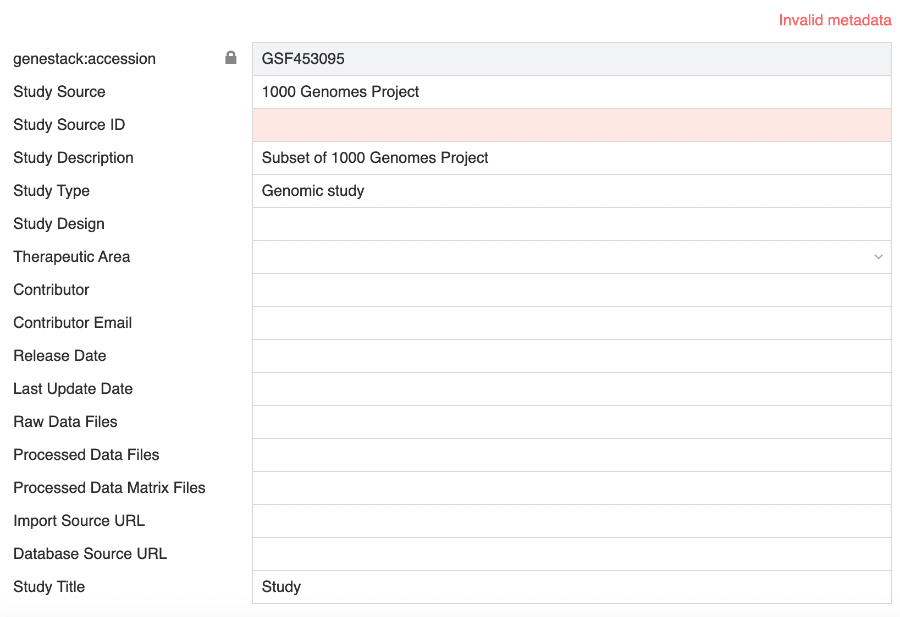 Invalid metadata
genestack:accession GSF453095
Study Source 1000 Genomes Project
Study Source ID
Study Description Subset of 1000 Genomes Project
Study Type Genomic study
Study Design
Therapeutic Area
Contributor
Contributor Email
Release Date
Last Update Date
Raw Data Files
Processed Data Files
Processed Data Matrix Files
Import Source URL
Database Source URL
Study Title Study